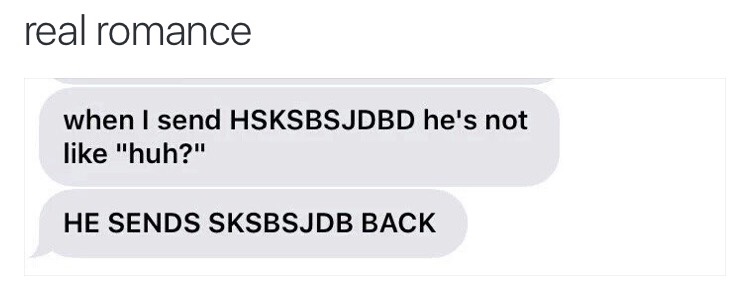 real romance
when I send HSKSBSJDBD he's not
like "huh?"
HE SENDS SKSBSJDB BACK